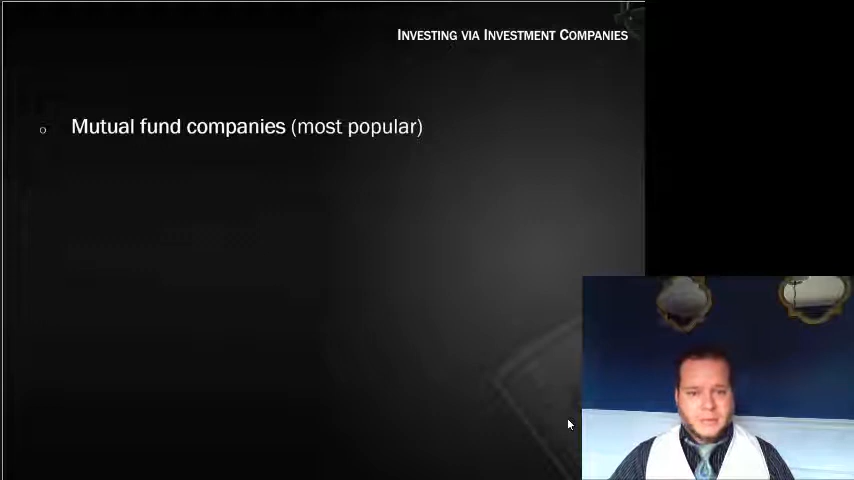 Investing via Investment Companies
o Mutual fund companies (most popular)